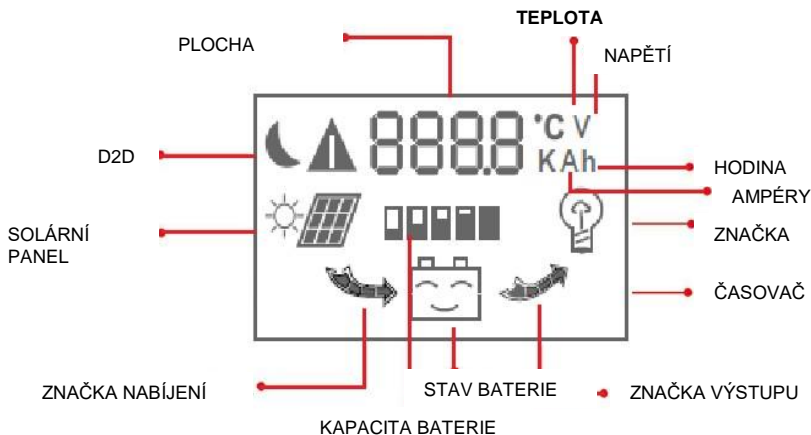 TEPLOTA
PLOCHA
NAPĚTÍ
888.8 °C V
KAh
D2D
HODINA
AMPÉRY
ZNAČKA
SOLÁRNÍ
PANEL
ČASOVAČ
ZNAČKA NABÍJENÍ
STAV BATERIE
ZNAČKA VÝSTUPU
KAPACITA BATERIE